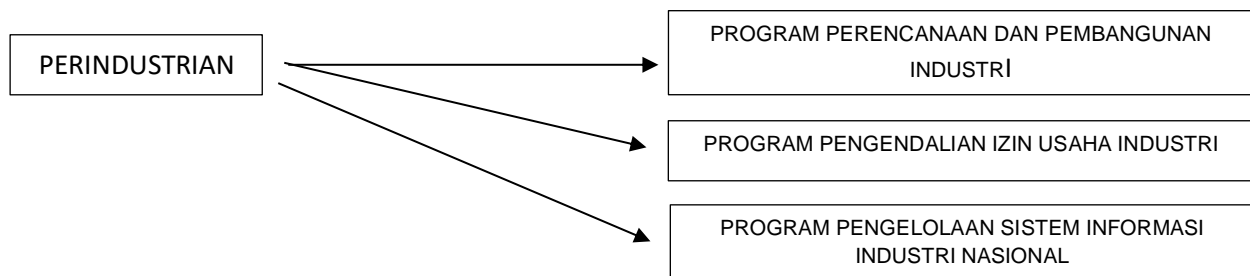 PERINDUSTRIAN
PROGRAM PERENCANAAN DAN PEMBANGUNAN
INDUSTRI
PROGRAM PENGENDALIAN IZIN USAHA INDUSTRI
PROGRAM PENGELOLAAN SISTEM INFORMASI
INDUSTRI NASIONAL